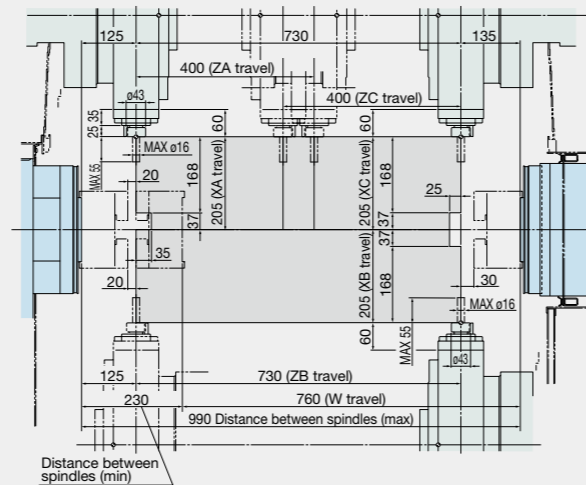 125
730
135
400 (ZA travel)
ø43
400 (ZC travel)
35
25
60
60
MAX 55
MAX ø16
20
168
205 (XA travel)
205 (XC travel)
168
25
37
37
37
35
20
30
205 (XB travel)
168
MAX ø16
MAX 55
60
ø43
125
730 (ZB travel)
230
760 (W travel)
990 Distance between spindles (max)
Distance between
spindles (min)